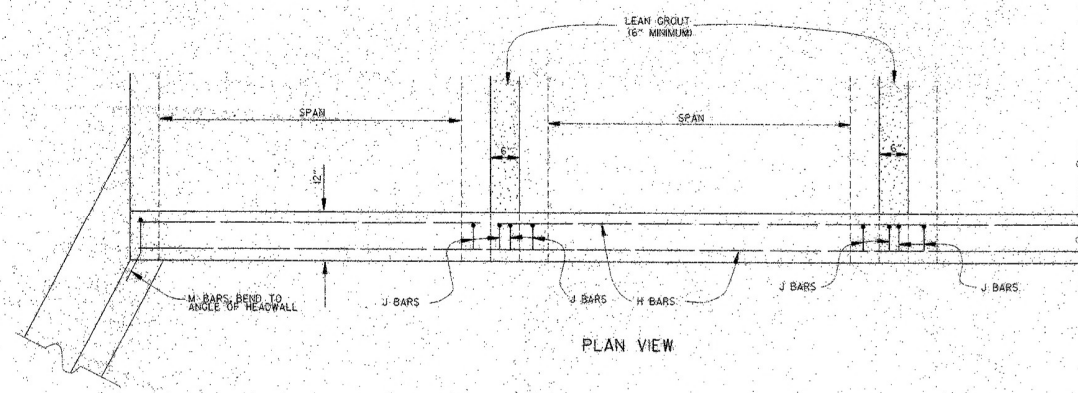 LEAN GROUT
(6" MINIMUM)
SPAN
SPAN
6"
6"
12"
M BARS, BEND TO
ANGLE OF HEADWALL
J BARS
J BARS
H BARS
J BARS
J BARS
PLAN VIEW